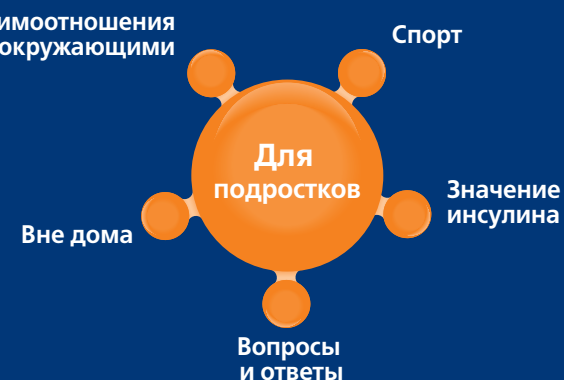 имоотношения
окружающими
Спорт
Для
подростков
Значение
инсулина
Вне дома
Вопросы
и ответы